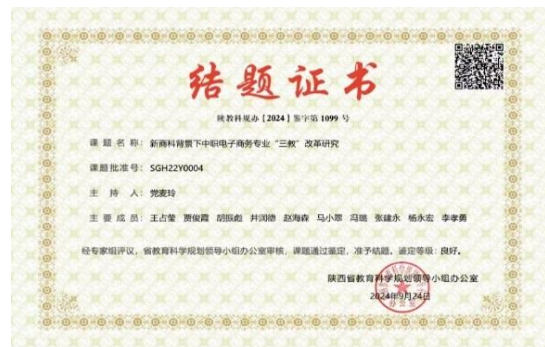 结题证书
陕教科规办［2024］鉴字第 1099 号
课 题 名 称： 新商科背景下中职电子商务专业“三教”改革研究
课题批准号： SGH22Y0004
主 持 人： 党麦玲
主 要 成 员： 王占莹 贾俊霞 胡振彪 井润德 赵海森 马小翠 冯璐 张建永 杨永宏 李孝勇
经专家组评议，省教育科学规划领导小组办公室审核，课题通过鉴定，准予结题。鉴定等级：良好。
陕西省教育科学规划领导小组办公室
2024年9月24日